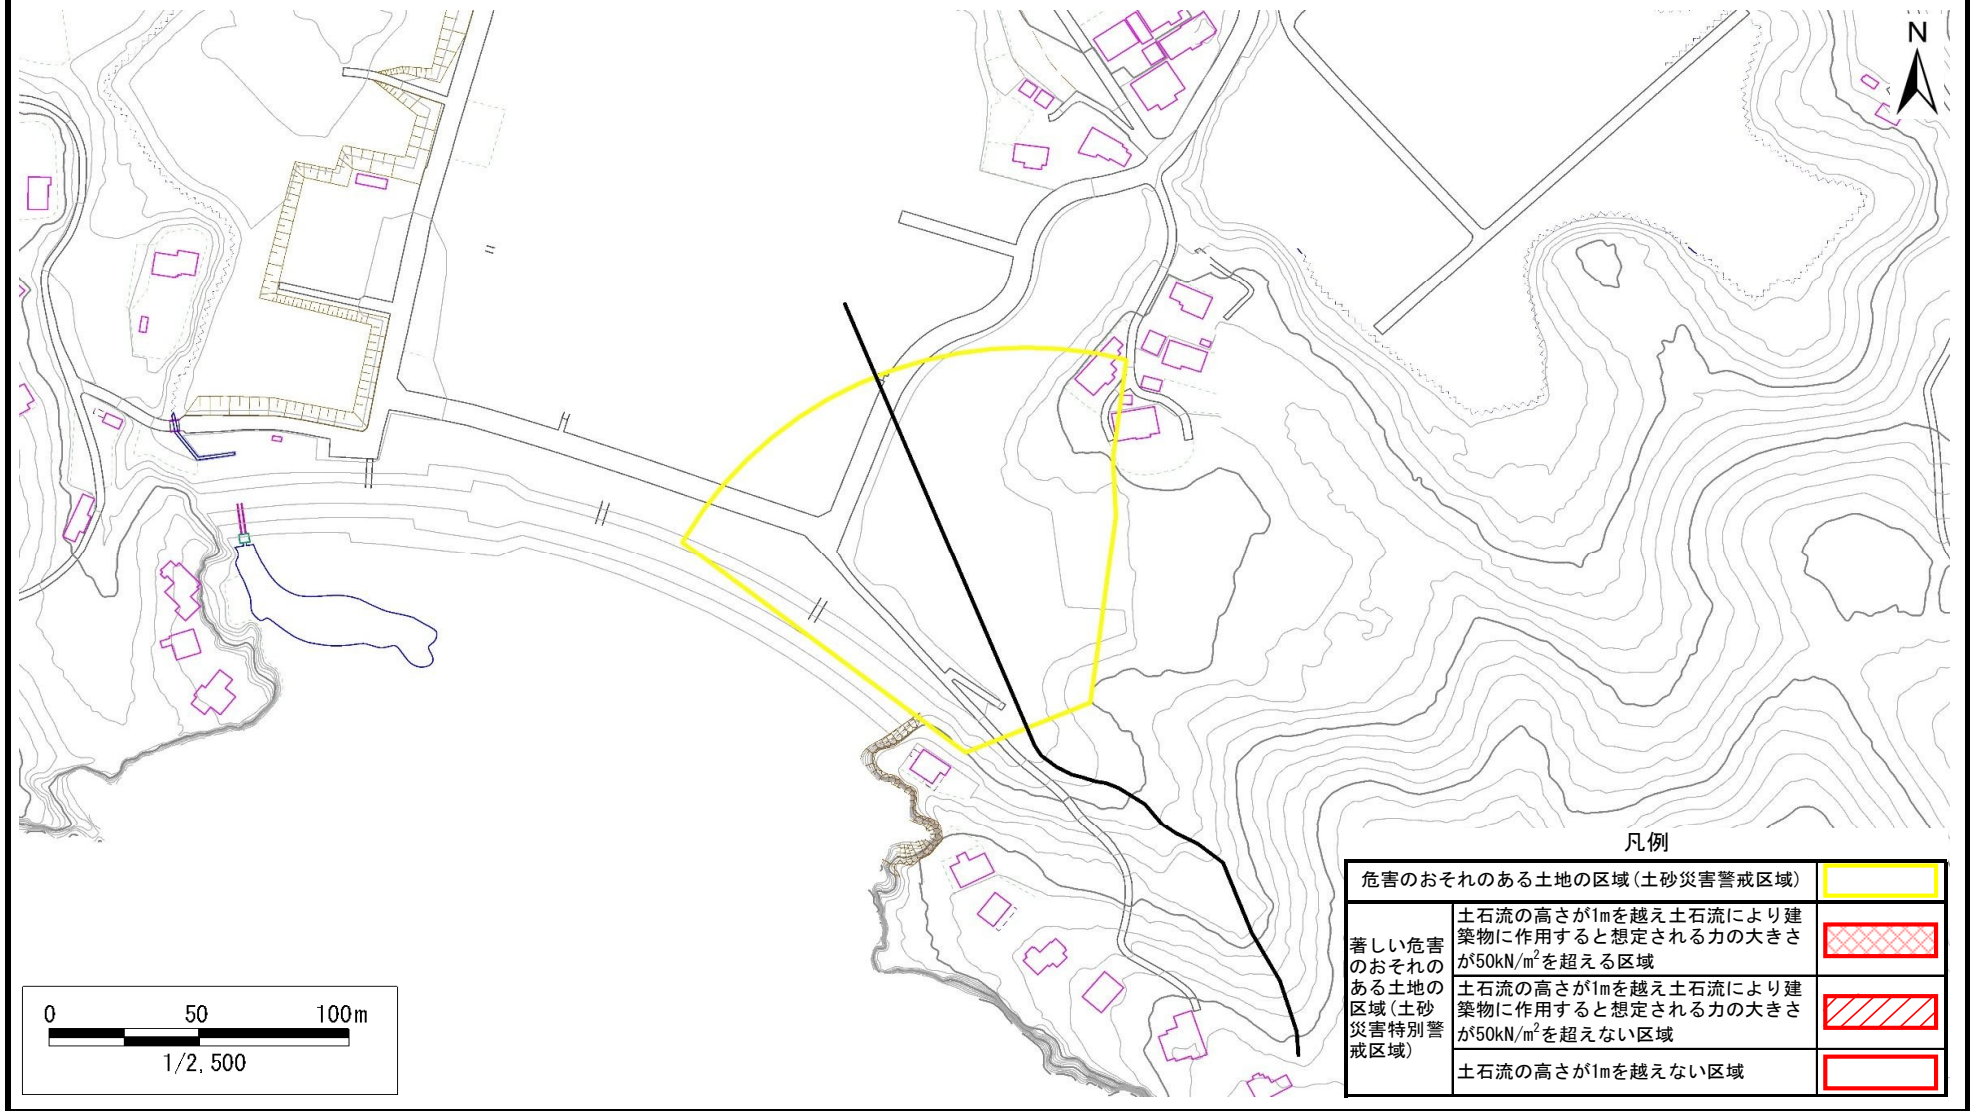 N
凡例
危害のおそれのある土地の区域(土砂災害警戒区域)
著しい危害
のおそれの
ある土地の
区域(土砂
災害特別警
戒区域)
土石流の高さが1mを越え土石流により建
築物に作用すると想定される力の大きさ
が50kN/m²を超える区域
土石流の高さが1mを越え土石流により建
築物に作用すると想定される力の大きさ
が50kN/m²を超えない区域
土石流の高さが1mを越えない区域
0 50 100m
1/2,500